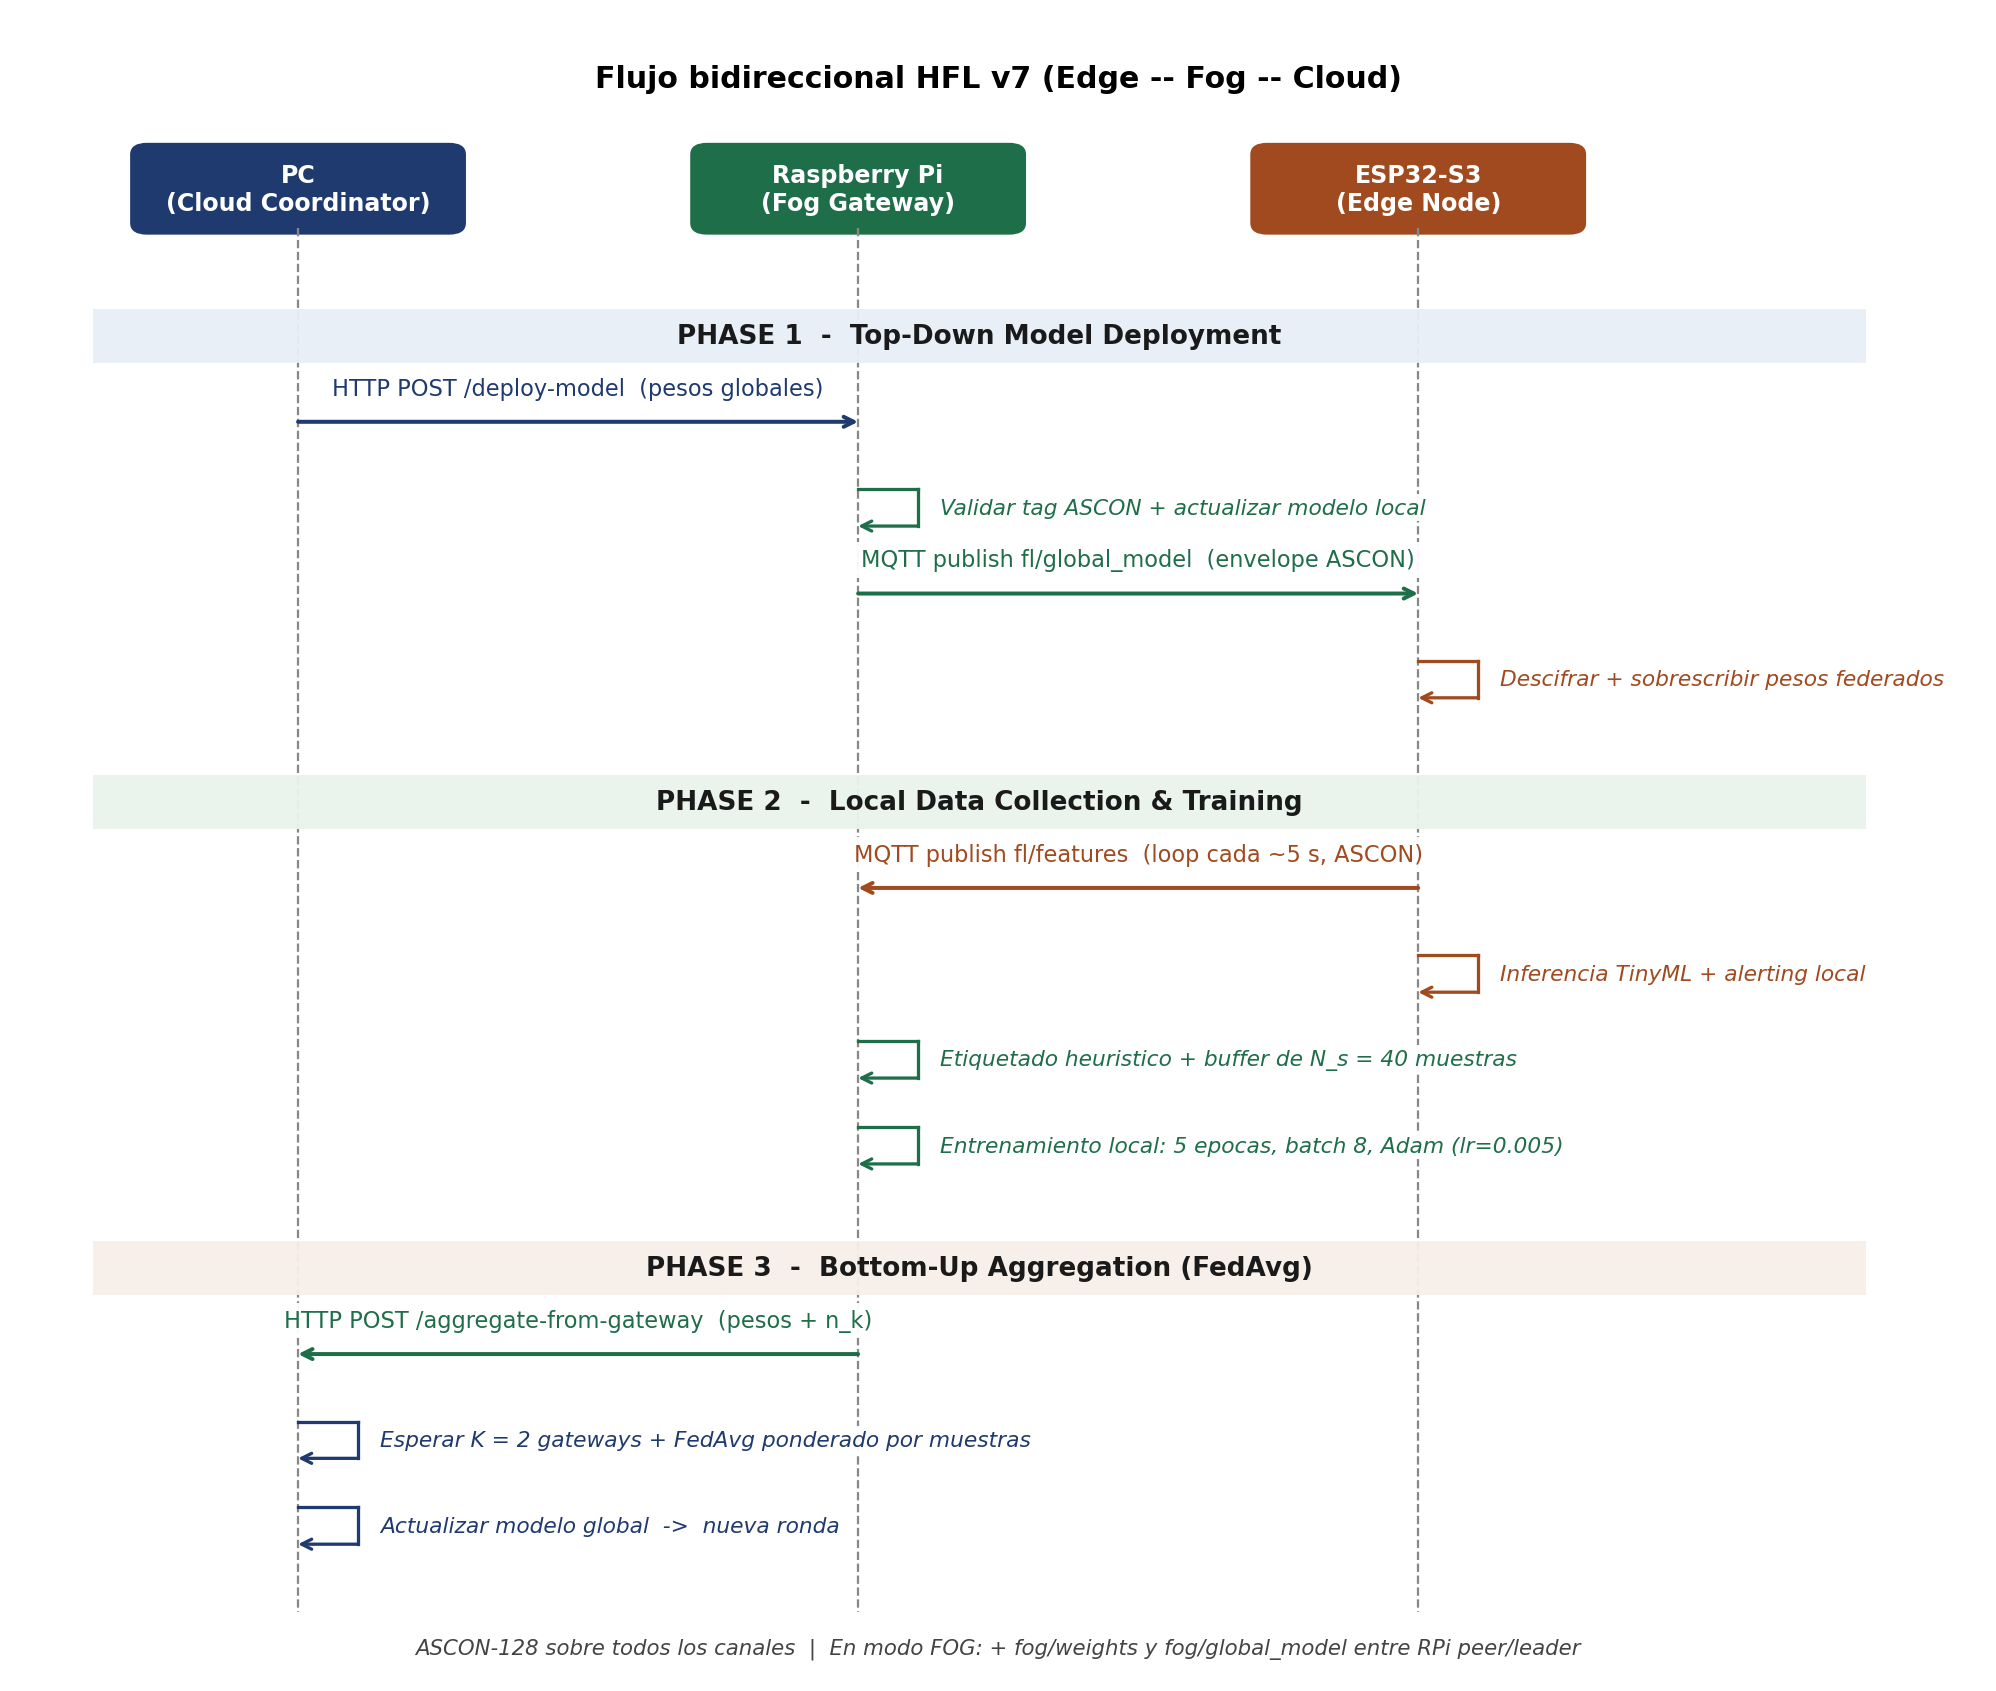 Flujo bidireccional HFL v7 (Edge -- Fog -- Cloud)
PC
(Cloud Coordinator)
Raspberry Pi
(Fog Gateway)
ESP32-S3
(Edge Node)
PHASE 1 - Top-Down Model Deployment
HTTP POST /deploy-model (pesos globales)
Validar tag ASCON + actualizar modelo local
MQTT publish fl/global_model (envelope ASCON)
Descifrar + sobrescribir pesos federados
PHASE 2 - Local Data Collection & Training
MQTT publish fl/features (loop cada ~5 s, ASCON)
Inferencia TinyML + alerting local
Etiquetado heuristico + buffer de N_s = 40 muestras
Entrenamiento local: 5 epocas, batch 8, Adam (lr=0.005)
PHASE 3 - Bottom-Up Aggregation (FedAvg)
HTTP POST /aggregate-from-gateway (pesos + n_k)
Esperar K = 2 gateways + FedAvg ponderado por muestras
Actualizar modelo global -> nueva ronda
ASCON-128 sobre todos los canales | En modo FOG: + fog/weights y fog/global_model entre RPi peer/leader